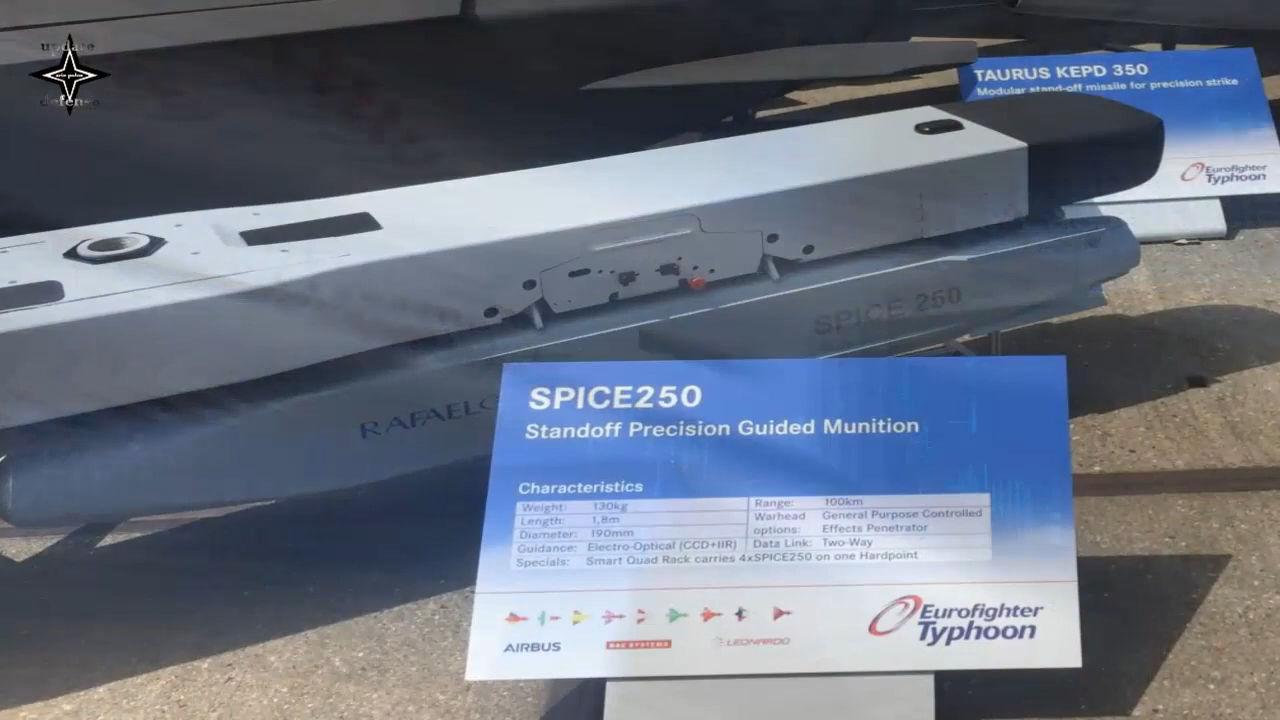 update
defense
TAURUS KEPD 350
Modular stand-off missile for precision strike
Eurofighter
Typhoon
SPICE 250
RAFAEL
SPICE250
Standoff Precision Guided Munition
Characteristics
Weight: 130kg
Length: 1,8m
Diameter: 190mm
Guidance: Electro-Optical (CCD+IIR)
Range: 100km
Warhead General Purpose Controlled
options: Effects Penetrator
Data Link: Two-Way
Specials: Smart Quad Rack carries 4xSPICE250 on one Hardpoint
AIRBUS
BAE SYSTEMS
LEONARDO
Eurofighter
Typhoon